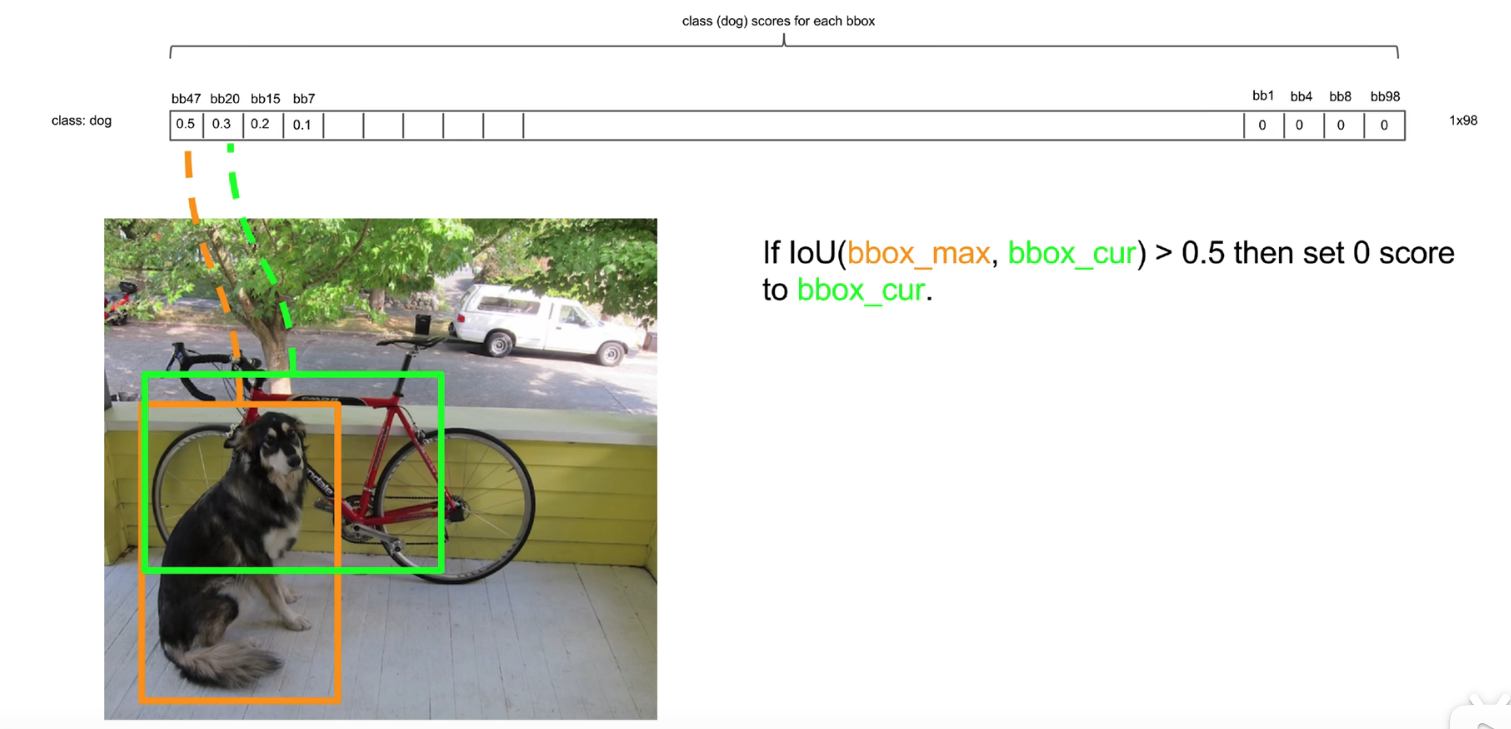 class (dog) scores for each bbox
bb47 bb20 bb15 bb7 bb1 bb4 bb8 bb98
class: dog 0.5 0.3 0.2 0.1 0 0 0 0 1x98
If IoU(bbox_max, bbox_cur) > 0.5 then set 0 score
to bbox_cur.